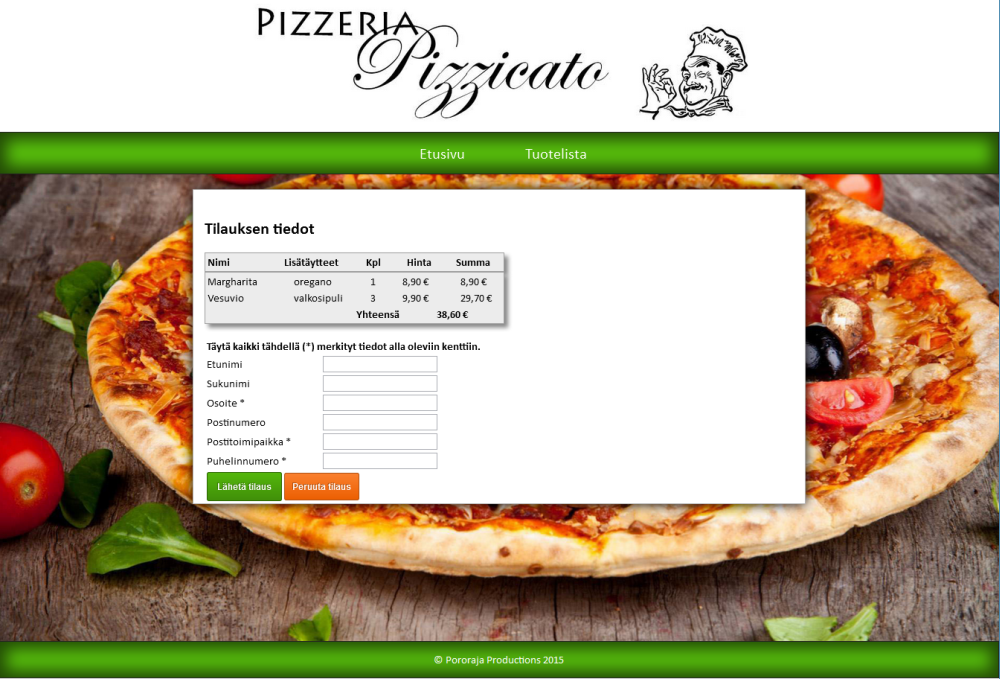 PIZZERIA
Pizzicato
Etusivu Tuotelista
Tilauksen tiedot
Nimi Lisätäytteet Kpl Hinta Summa
Margharita oregano 1 8,90 € 8,90 €
Vesuvio valkosipuli 3 9,90 € 29,70 €
Yhteensä 38,60 €
Täytä kaikki tähdellä (*) merkityt tiedot alla oleviin kenttiin.
Etunimi
Sukunimi
Osoite *
Postinumero
Postitoimipaikka *
Puhelinnumero *
Lähetä tilaus Peruuta tilaus
© Pororaja Productions 2015